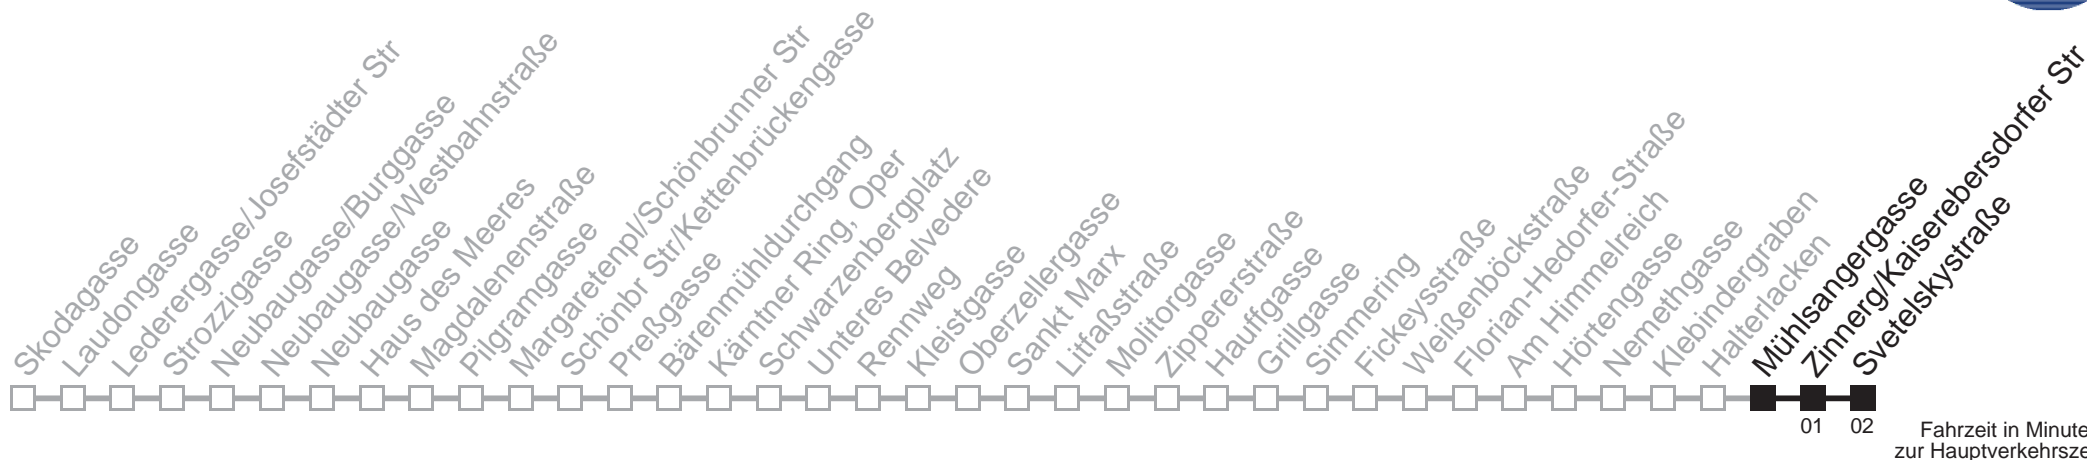 Skodagasse
Laudongasse
Lederergasse/Josefstädter Str
Strozzigasse
Neubaugasse/Burggasse
Neubaugasse/Westbahnstraße
Neubaugasse
Haus des Meeres
Magdalenenstraße
Pilgramgasse
Margaretenpl/Schönbrunner Str
Schönbr Str/Kettenbrückengasse
Preßgasse
Bärenmühldurchgang
Kärntner Ring, Oper
Schwarzenbergplatz
Unteres Belvedere
Rennweg
Kleistgasse
Oberzellergasse
Sankt Marx
Litfaßstraße
Molitorgasse
Zippererstraße
Hauffgasse
Grillgasse
Simmering
Fickeysstraße
Weißenböckstraße
Florian-Hedorfer-Straße
Am Himmelreich
Hörtengasse
Nemethgasse
Klebindergraben
Halterlacken
Mühlsangergasse
Zinnerg/Kaiserebersdorfer Str
Svetelskystraße
01 02
Fahrzeit in Minute
zur Hauptverkehrsze